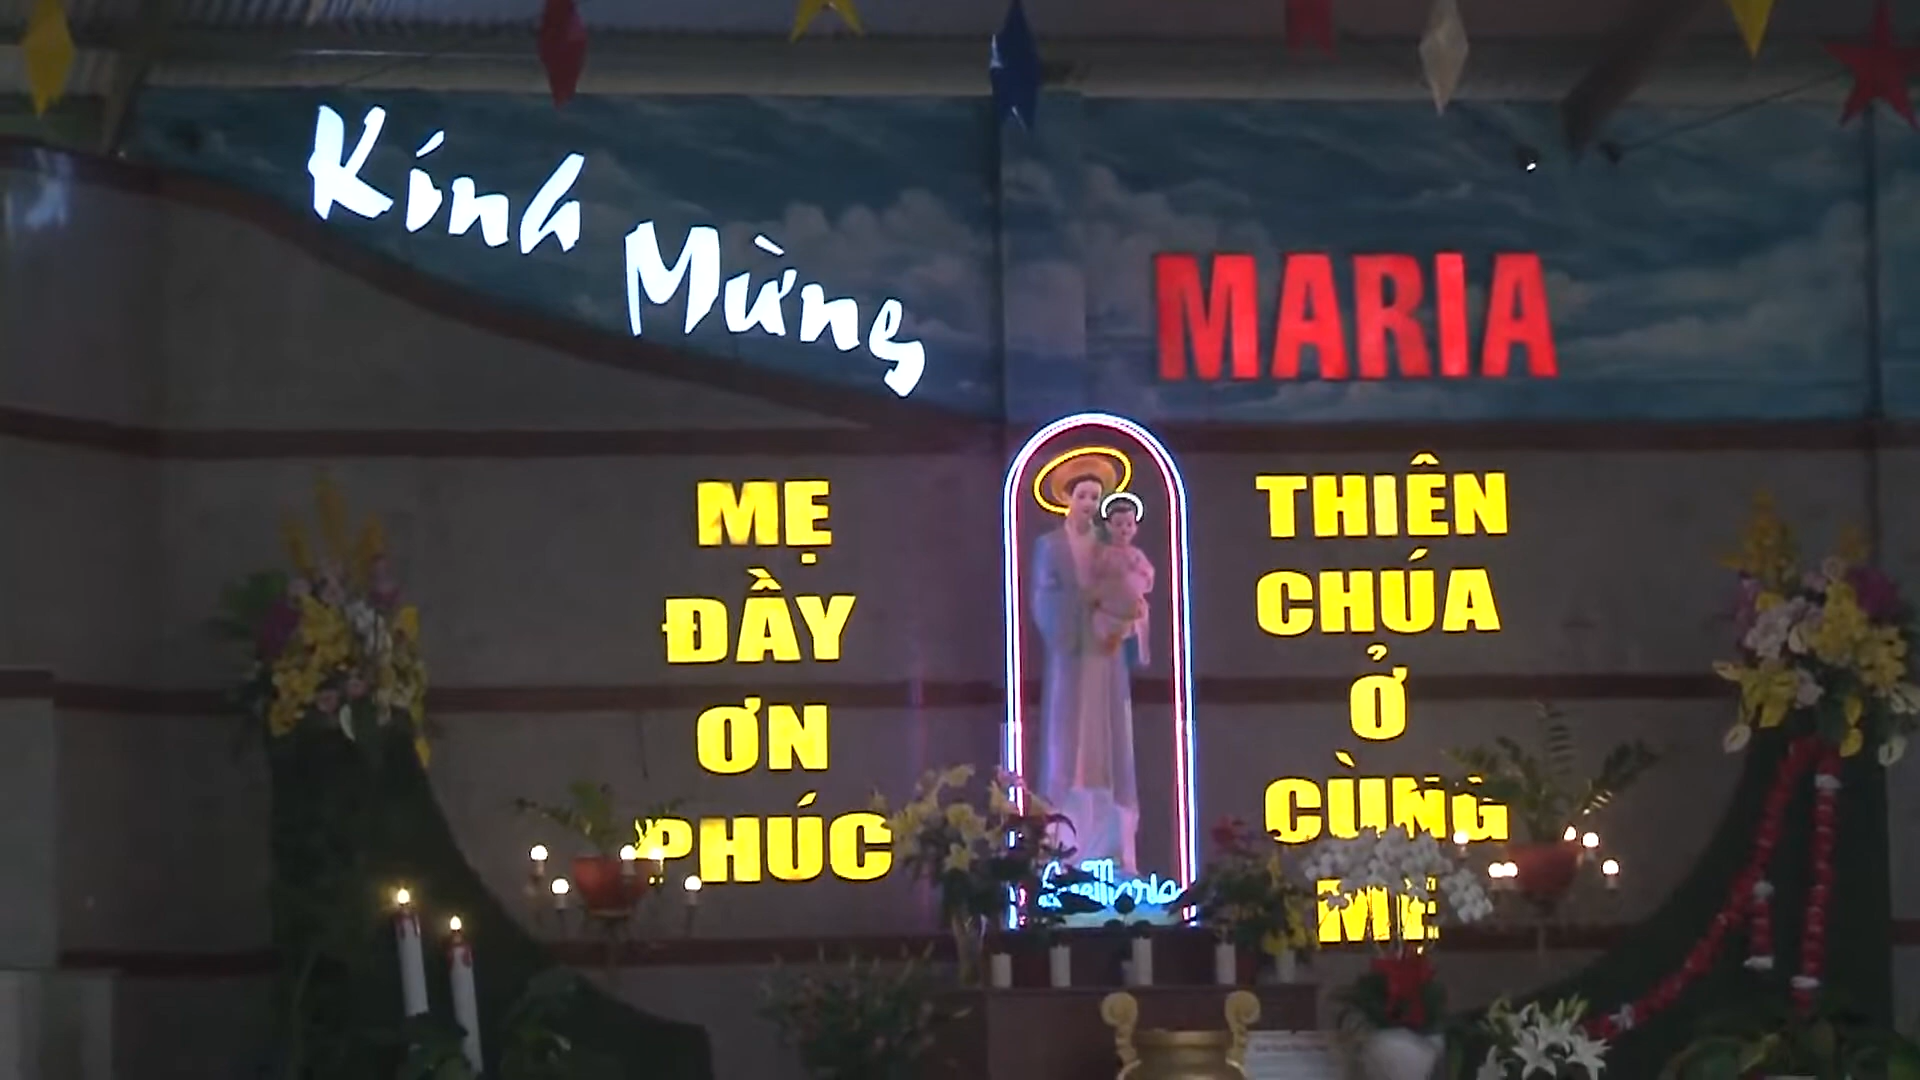 Kính Mừng
MARIA
MẸ
ĐẦY
ƠN
PHÚC
THIÊN
CHÚA
Ở
CÙNG
MẸ